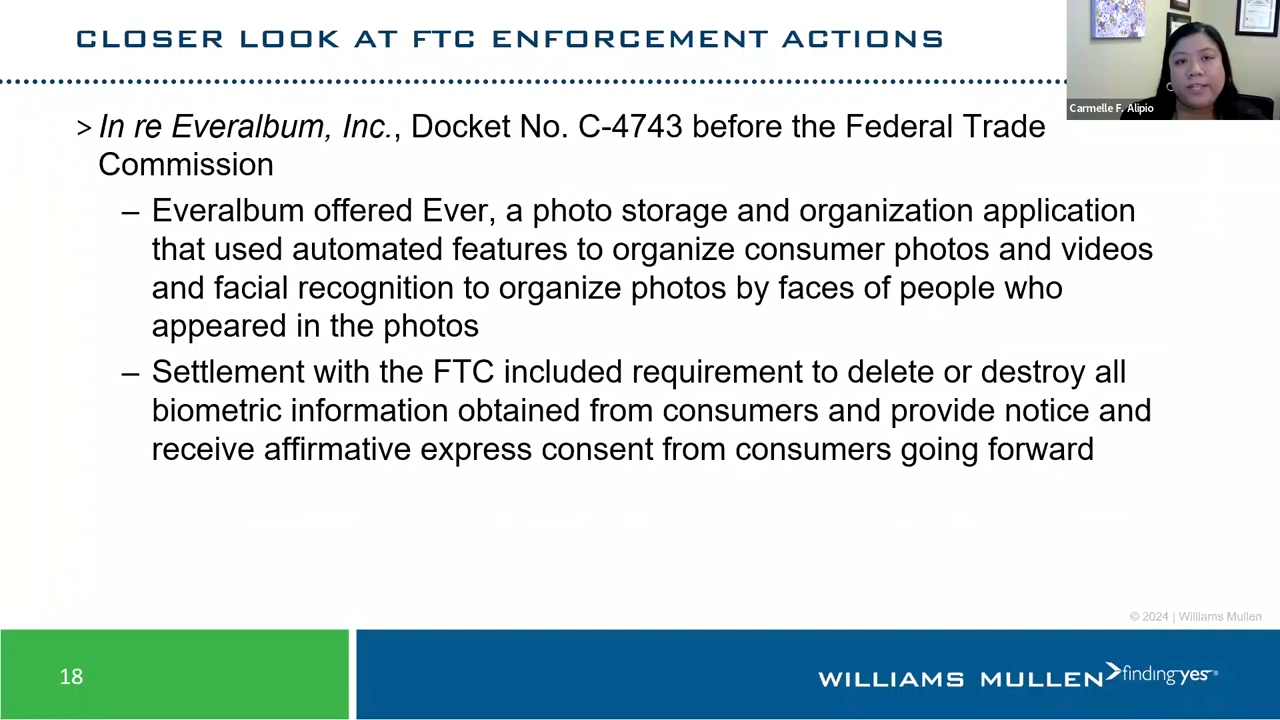 CLOSER LOOK AT FTC ENFORCEMENT ACTIONS
Carmelle F. Alipio
> In re Everalbum, Inc., Docket No. C-4743 before the Federal Trade
Commission
– Everalbum offered Ever, a photo storage and organization application
that used automated features to organize consumer photos and videos
and facial recognition to organize photos by faces of people who
appeared in the photos
– Settlement with the FTC included requirement to delete or destroy all
biometric information obtained from consumers and provide notice and
receive affirmative express consent from consumers going forward
© 2024 | Williams Mullen
18
WILLIAMS MULLEN finding yes